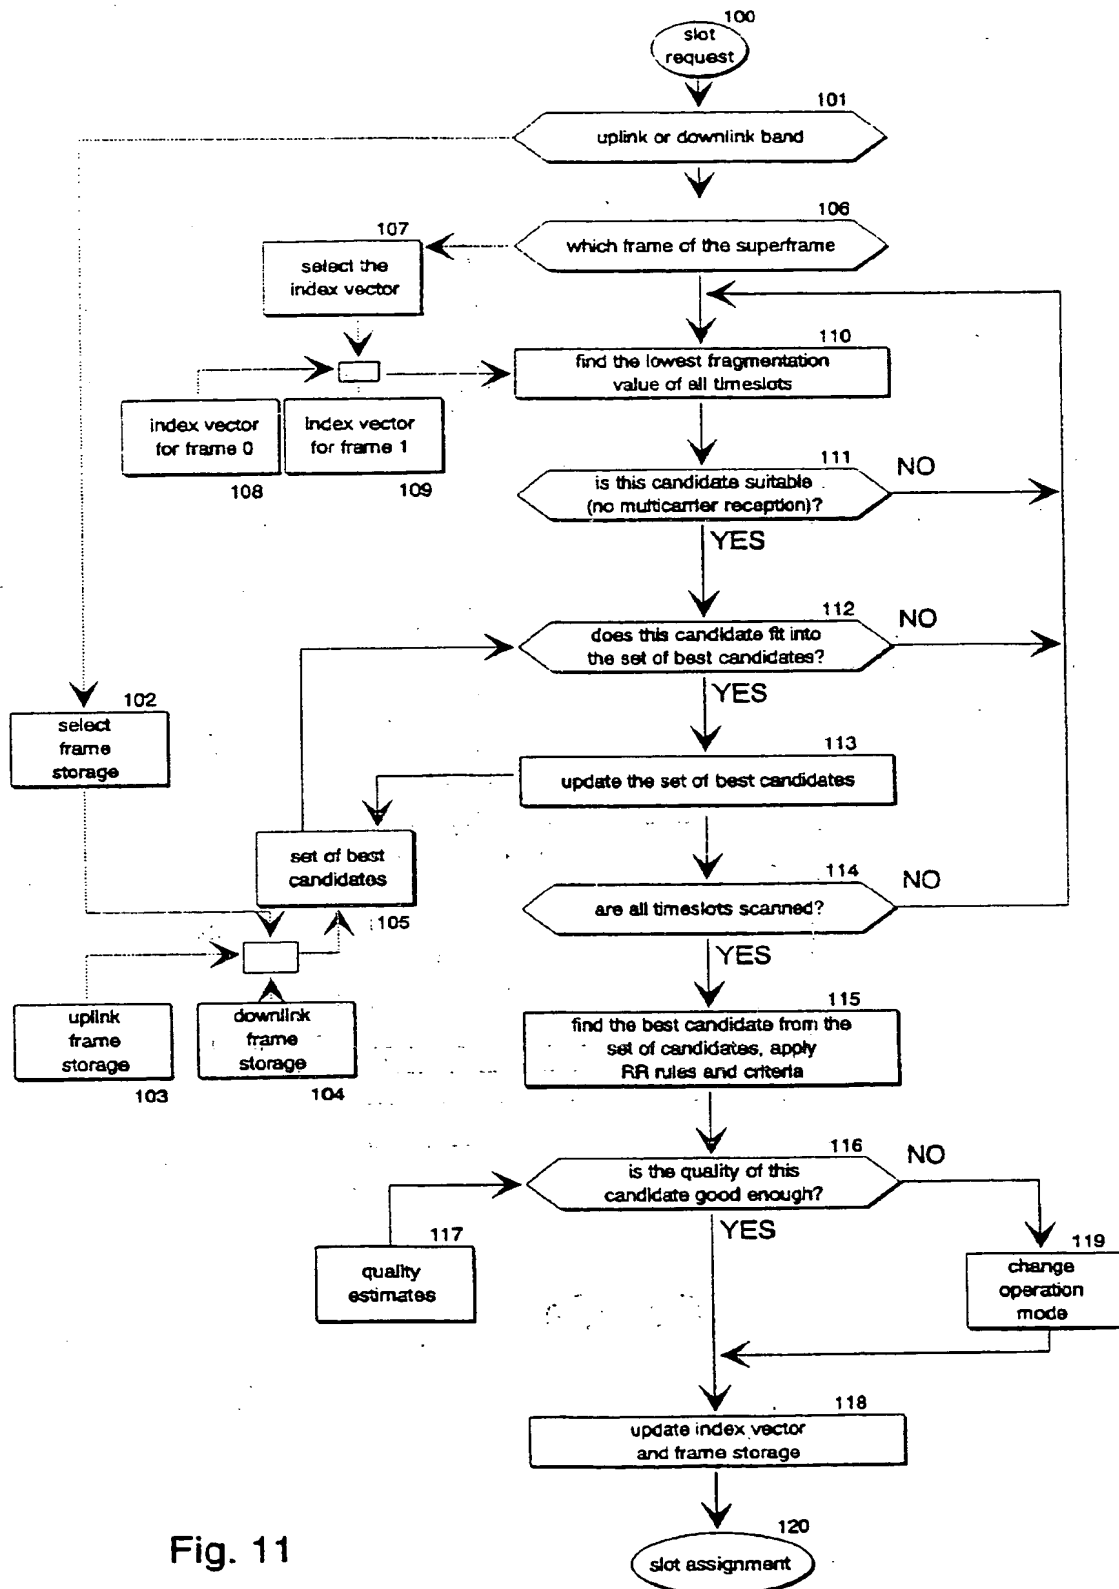 100
slot
request
101
uplink or downlink band
106
which frame of the superframe
107
select the
index vector
110
find the lowest fragmentation
value of all timeslots
index vector
for frame 0
108
index vector
for frame 1
109
111
is this candidate suitable
(no multicarrier reception)?
NO
YES
112
does this candidate fit into
the set of best candidates?
NO
YES
102
select
frame
storage
113
update the set of best candidates
set of best
candidates
105
114
are all timeslots scanned?
NO
YES
uplink
frame
storage
103
downlink
frame
storage
104
115
find the best candidate from the
set of candidates, apply
RR rules and criteria
116
is the quality of this
candidate good enough?
NO
YES
117
quality
estimates
119
change
operation
mode
118
update index vector
and frame storage
120
slot assignment
Fig. 11